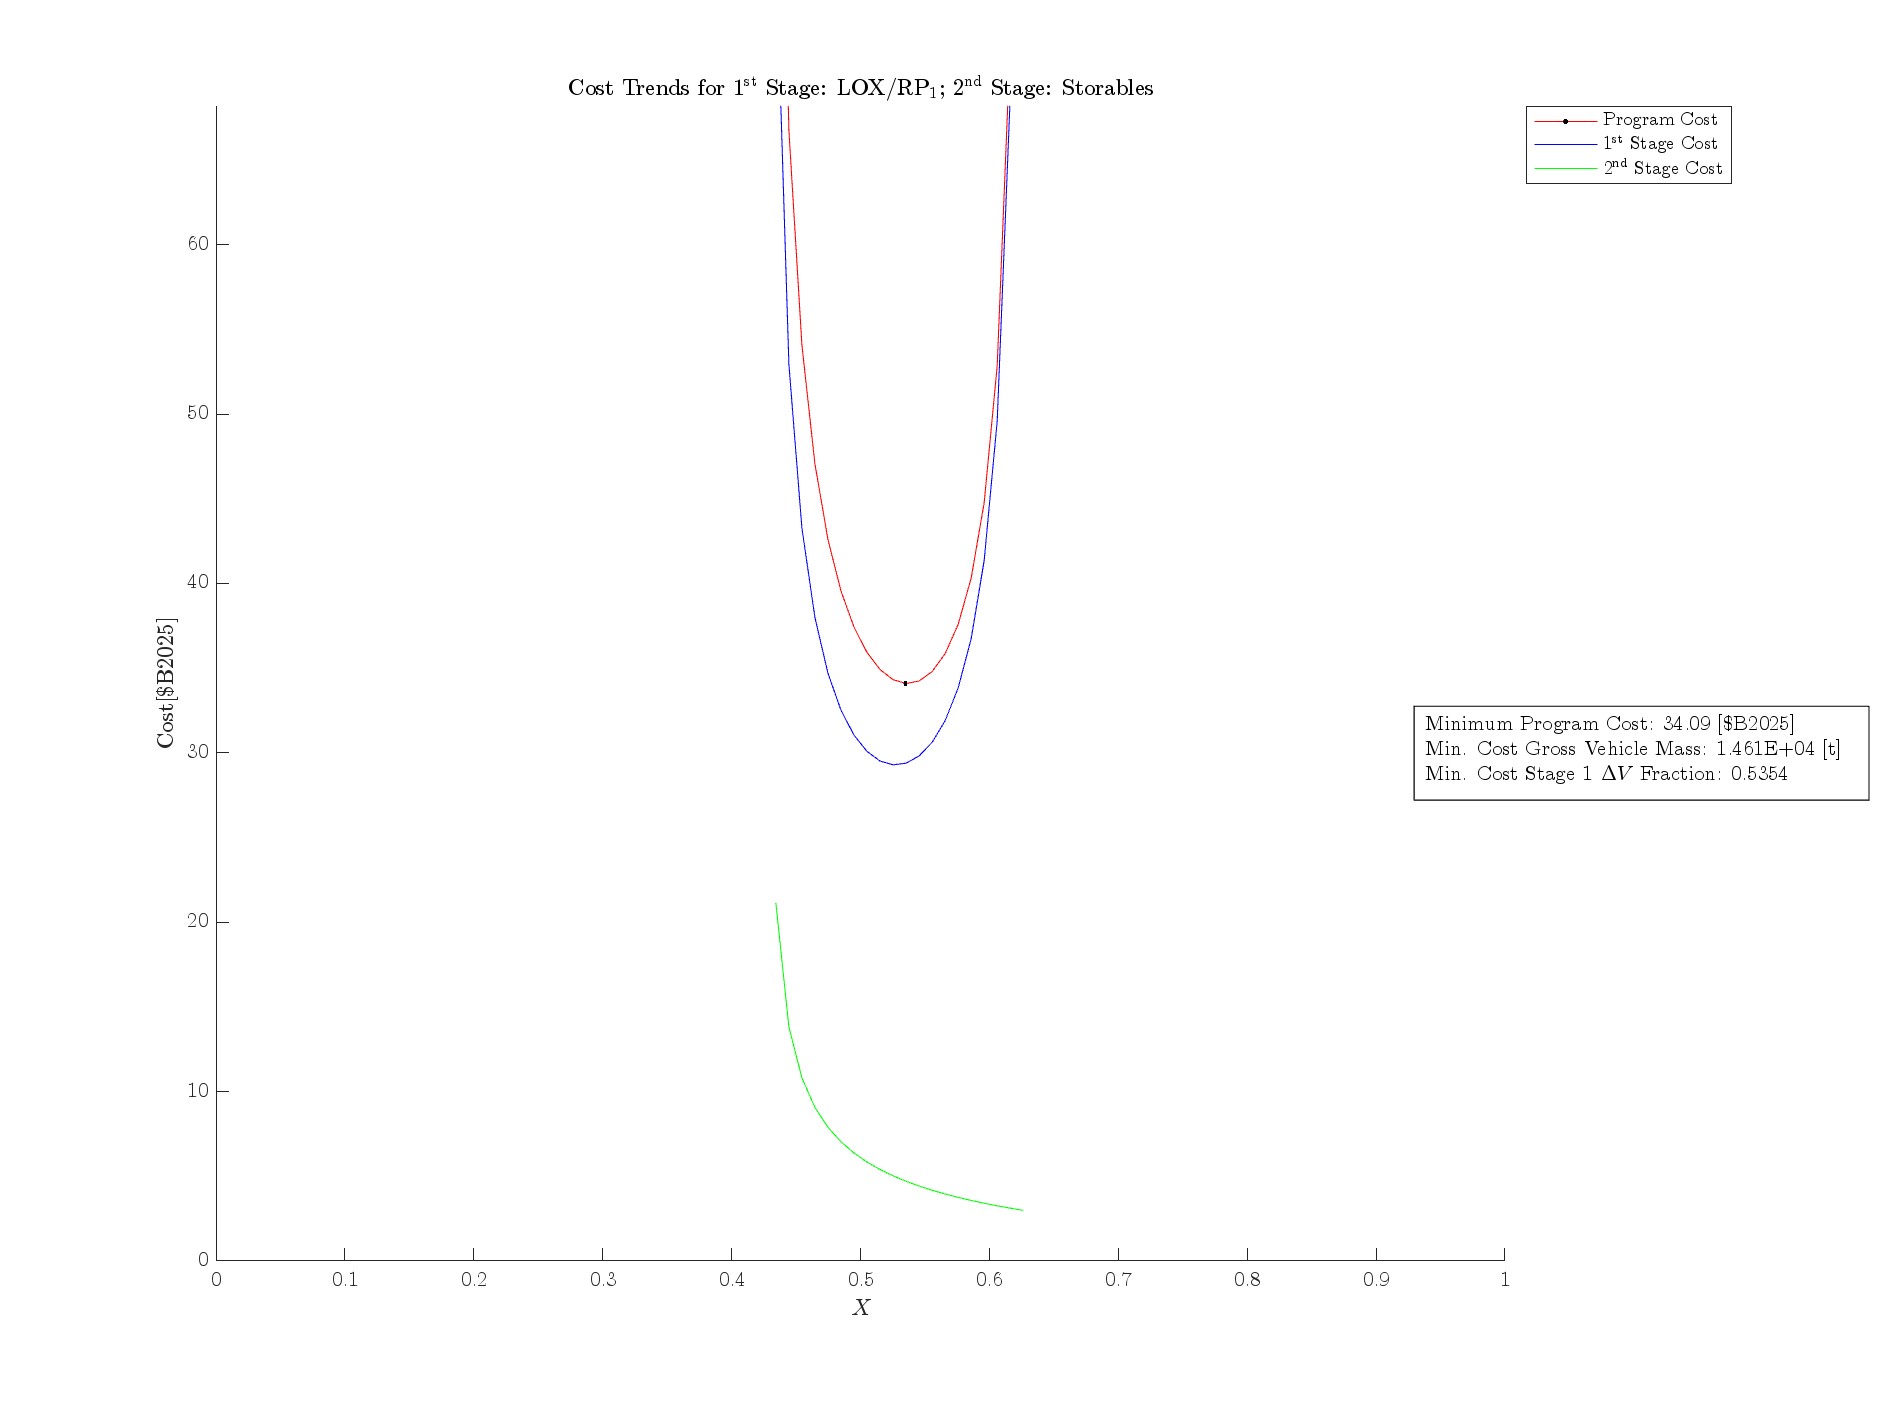 Cost Trends for 1st Stage: LOX/RP1; 2nd Stage: Storables
Program Cost
1st Stage Cost
2nd Stage Cost
60
50
40
30
20
10
0
Cost[$B2025]
Minimum Program Cost: 34.09 [$B2025]
Min. Cost Gross Vehicle Mass: 1.461E+04 [t]
Min. Cost Stage 1 ΔV Fraction: 0.5354
0 0.1 0.2 0.3 0.4 0.5 0.6 0.7 0.8 0.9 1
X